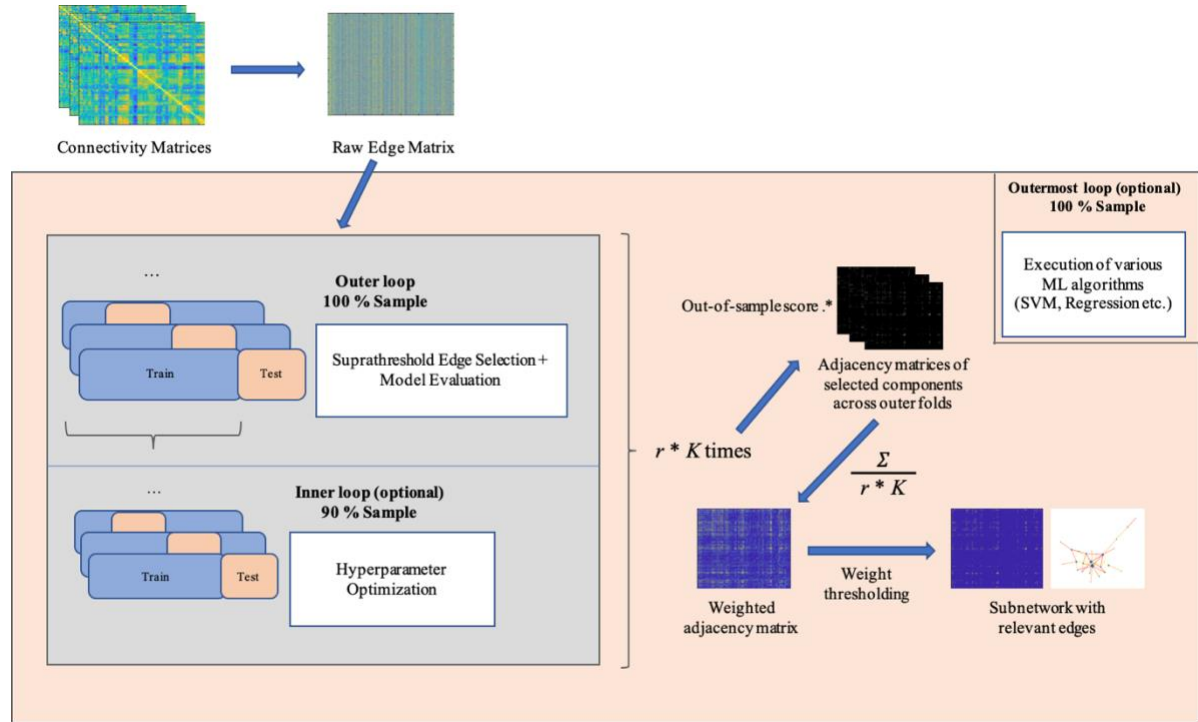 Connectivity Matrices
Raw Edge Matrix
Outermost loop (optional)
100 % Sample
Execution of various
ML algorithms
(SVM, Regression etc.)
...
Outer loop
100 % Sample
Train
Test
Suprathreshold Edge Selection +
Model Evaluation
...
Inner loop (optional)
90 % Sample
Train
Test
Hyperparameter
Optimization
r * K times
Out-of-sample score .*
Adjacency matrices of
selected components
across outer folds
Σ
r * K
Weighted
adjacency matrix
Weight
thresholding
Subnetwork with
relevant edges